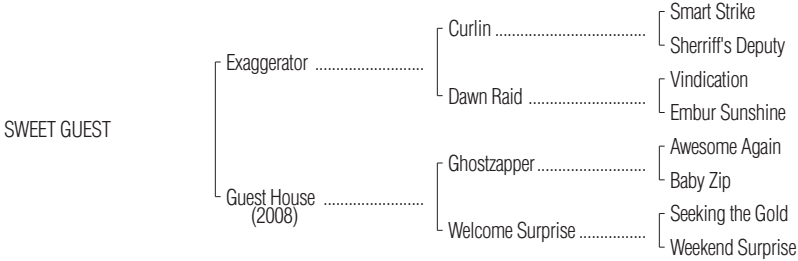 Smart Strike
Curlin ....................................
Sherriff's Deputy
Exaggerator .........................
Vindication
Dawn Raid ............................
Embur Sunshine
SWEET GUEST
Awesome Again
Ghostzapper..........................
Baby Zip
Guest House .......................
(2008)
Seeking the Gold
Welcome Surprise ................
Weekend Surprise